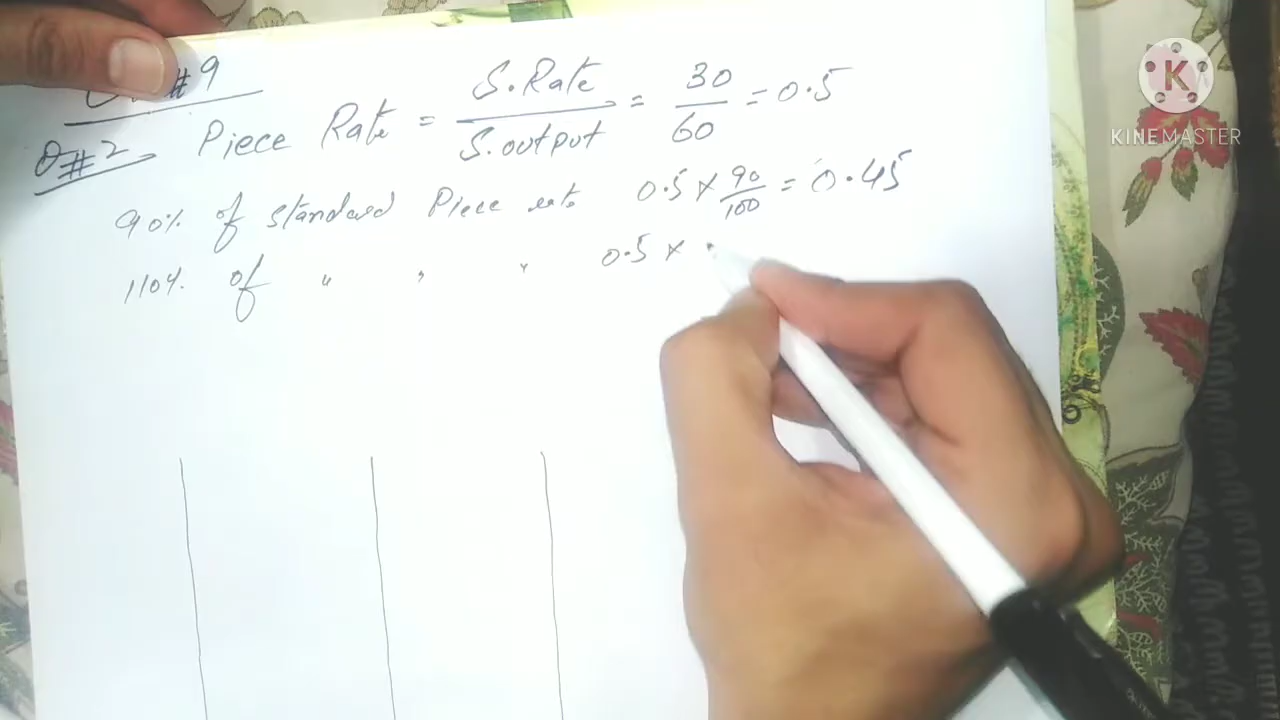 # 9
Q#2 Piece Rate = S.Rate / S.output = 30 / 60 = 0.5
90% of standard Piece rate 0.5 × 90/100 = 0.45
110% of " " " 0.5 ×
K
KINEMASTER